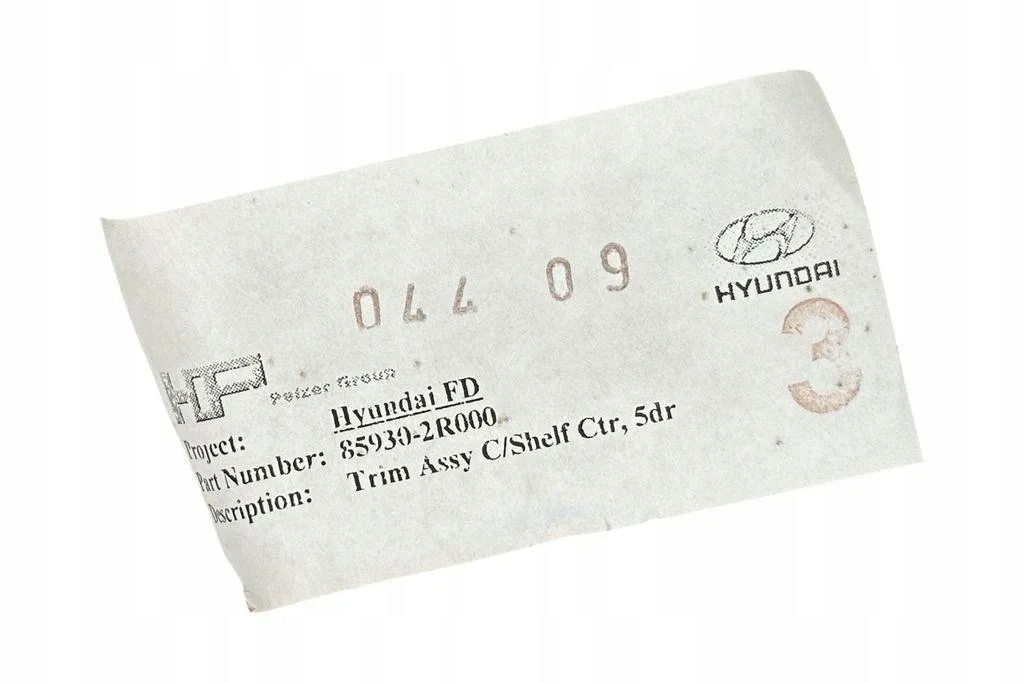 044 09
HYUNDAI
3
HP Pelzer Group
Project: Hyundai FD
Part Number: 85930-2R000
Description: Trim Assy C/Shelf Ctr, 5dr